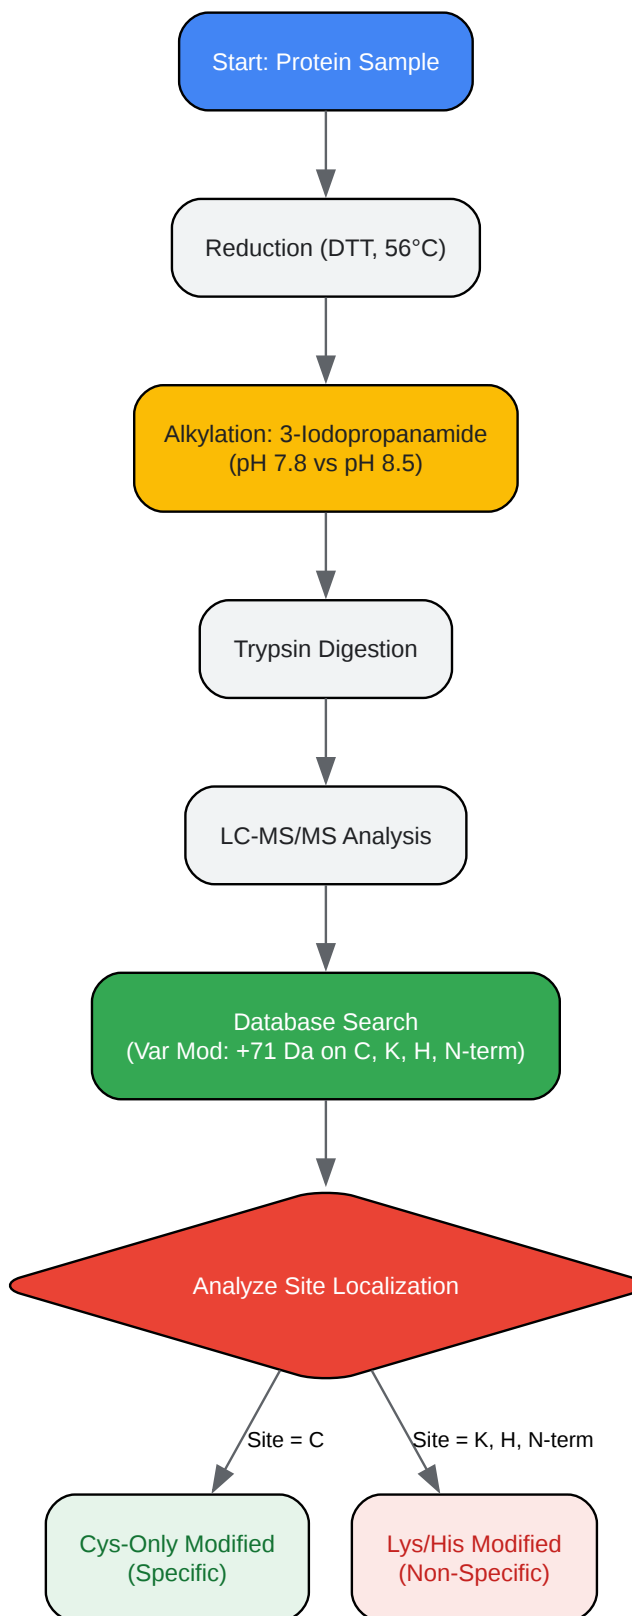 Start: Protein Sample
Reduction (DTT, 56°C)
Alkylation: 3-Iodopropanamide
(pH 7.8 vs pH 8.5)
Trypsin Digestion
LC-MS/MS Analysis
Database Search
(Var Mod: +71 Da on C, K, H, N-term)
Analyze Site Localization
Site = C
Site = K, H, N-term
Cys-Only Modified
(Specific)
Lys/His Modified
(Non-Specific)